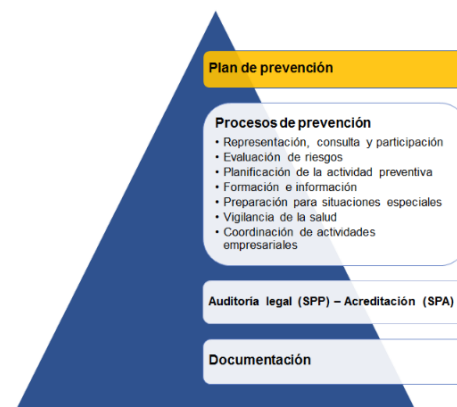 Plan de prevención
Procesos de prevención
• Representación, consulta y participación
• Evaluación de riesgos
• Planificación de la actividad preventiva
• Formación e información
• Preparación para situaciones especiales
• Vigilancia de la salud
• Coordinación de actividades
empresariales
Auditoría legal (SPP) – Acreditación (SPA)
Documentación